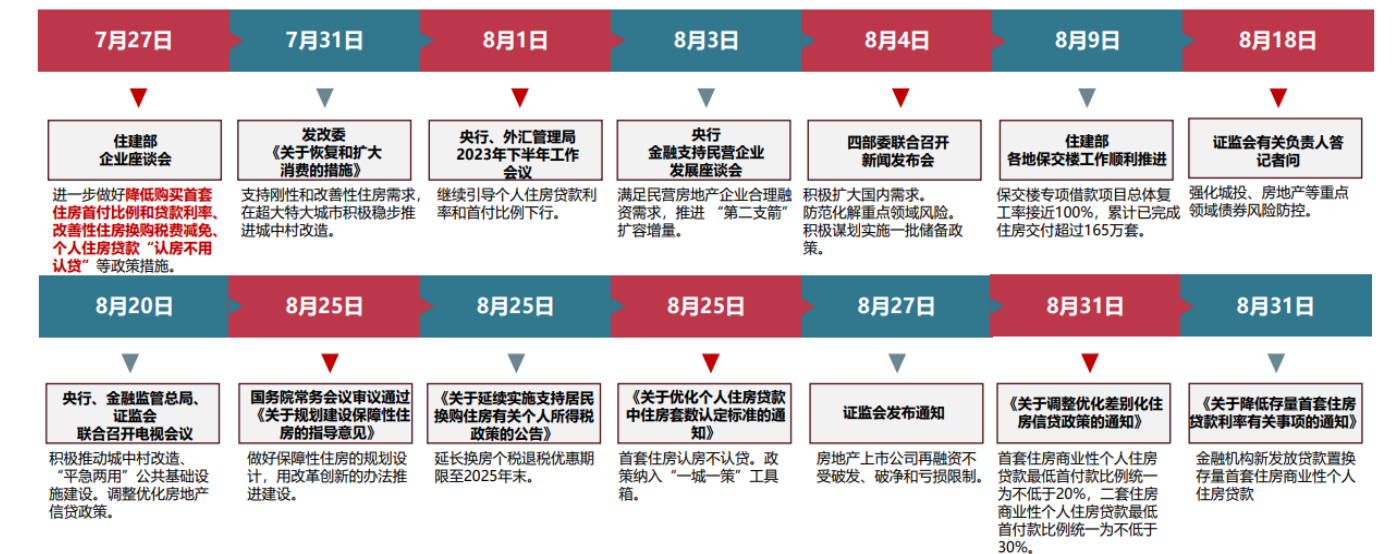 7月27日
7月31日
8月1日
8月3日
8月4日
8月9日
8月18日
住建部
企业座谈会
发改委
《关于恢复和扩大
消费的措施》
央行、外汇管理局
2023年下半年工作
会议
央行
金融支持民营企业
发展座谈会
四部委联合召开
新闻发布会
住建部
各地保交楼工作顺利推进
证监会有关负责人答
记者问
进一步做好降低购买首套
住房首付比例和贷款利率、
改善性住房换购税费减免、
个人住房贷款“认房不用
认贷”等政策措施。
支持刚性和改善性住房需求，
在超大特大城市积极稳步推
进城中村改造。
继续引导个人住房贷款利
率和首付比例下行。
满足民营房地产企业合理融
资需求，推进 “第二支箭”
扩容增量。
积极扩大国内需求。
防范化解重点领域风险。
积极谋划实施一批储备政
策。
保交楼专项借款项目总体复
工率接近100%，累计已完成
住房交付超过165万套。
强化城投、房地产等重点
领域债券风险防控。
8月20日
8月25日
8月25日
8月25日
8月27日
8月31日
8月31日
央行、金融监管总局、
证监会
联合召开电视会议
国务院常务会议审议通过
《关于规划建设保障性住
房的指导意见》
《关于延续实施支持居民
换购住房有关个人所得税
政策的公告》
《关于优化个人住房贷款
中住房套数认定标准的通
知》
证监会发布通知
《关于调整优化差别化住
房信贷政策的通知》
《关于降低存量首套住房
贷款利率有关事项的通知》
积极推动城中村改造、
“平急两用”公共基础设
施建设。调整优化房地产
信贷政策。
做好保障性住房的规划设
计，用改革创新的办法推
进建设。
延长换房个税退税优惠期
限至2025年末。
首套住房认房不认贷。政
策纳入“一城一策”工具
箱。
房地产上市公司再融资不
受破发、破净和亏损限制。
首套住房商业性个人住房
贷款最低首付款比例统一
为不低于20%，二套住房
商业性个人住房贷款最低
首付款比例统一为不低于
30%。
金融机构新发放贷款置换
存量首套住房商业性个人
住房贷款